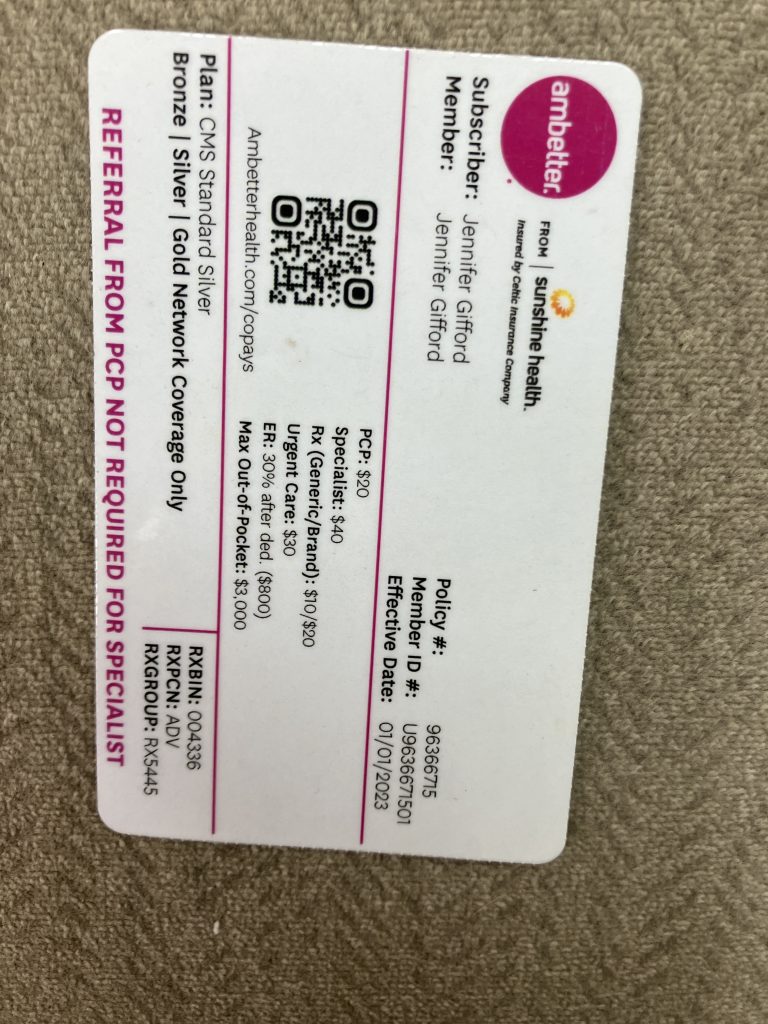 ambetter.
FROM | sunshine health.
Insured by Celtic Insurance Company
Subscriber: Jennifer Gifford
Member: Jennifer Gifford
Policy #: 96366715
Member ID #: U9636671501
Effective Date: 01/01/2023
Ambetterhealth.com/copays
PCP: $20
Specialist: $40
Rx (Generic/Brand): $10/$20
Urgent Care: $30
ER: 30% after ded. ($800)
Max Out-of-Pocket: $3,000
Plan: CMS Standard Silver
Bronze | Silver | Gold Network Coverage Only
RXBIN: 004336
RXPCN: ADV
RXGROUP: RX5445
REFERRAL FROM PCP NOT REQUIRED FOR SPECIALIST